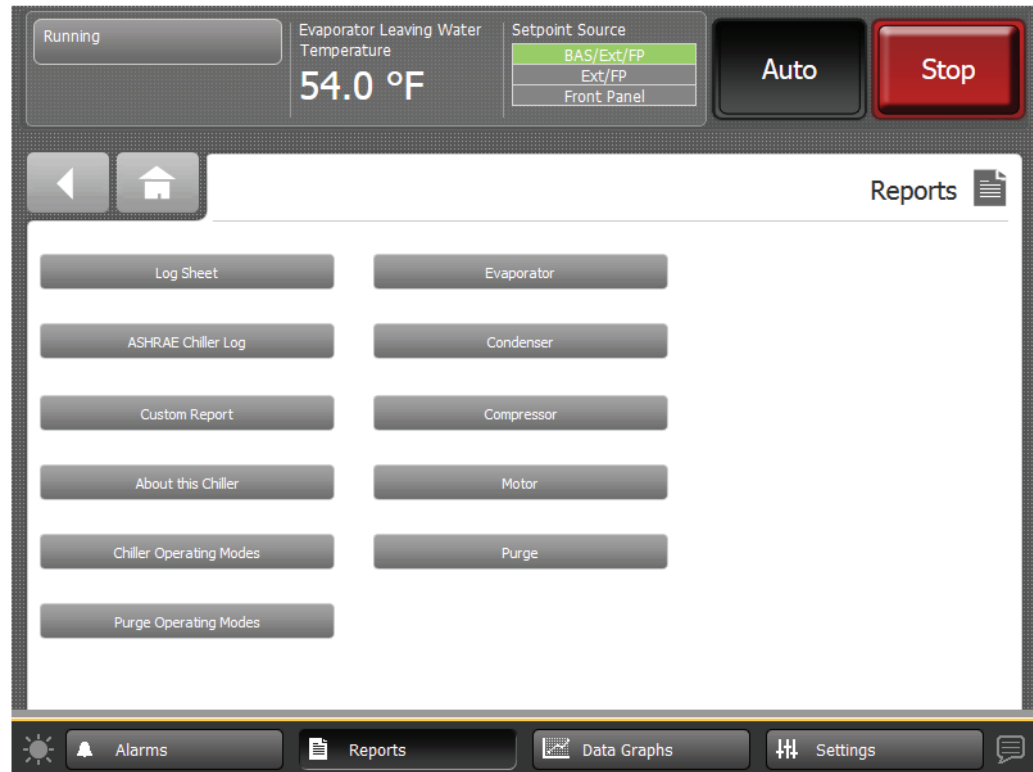 Running
Evaporator Leaving Water
Temperature
54.0 °F
Setpoint Source
BAS/Ext/FP
Ext/FP
Front Panel
Auto
Stop
Reports
Log Sheet
Evaporator
ASHRAE Chiller Log
Condenser
Custom Report
Compressor
About this Chiller
Motor
Chiller Operating Modes
Purge
Purge Operating Modes
Alarms
Reports
Data Graphs
Settings